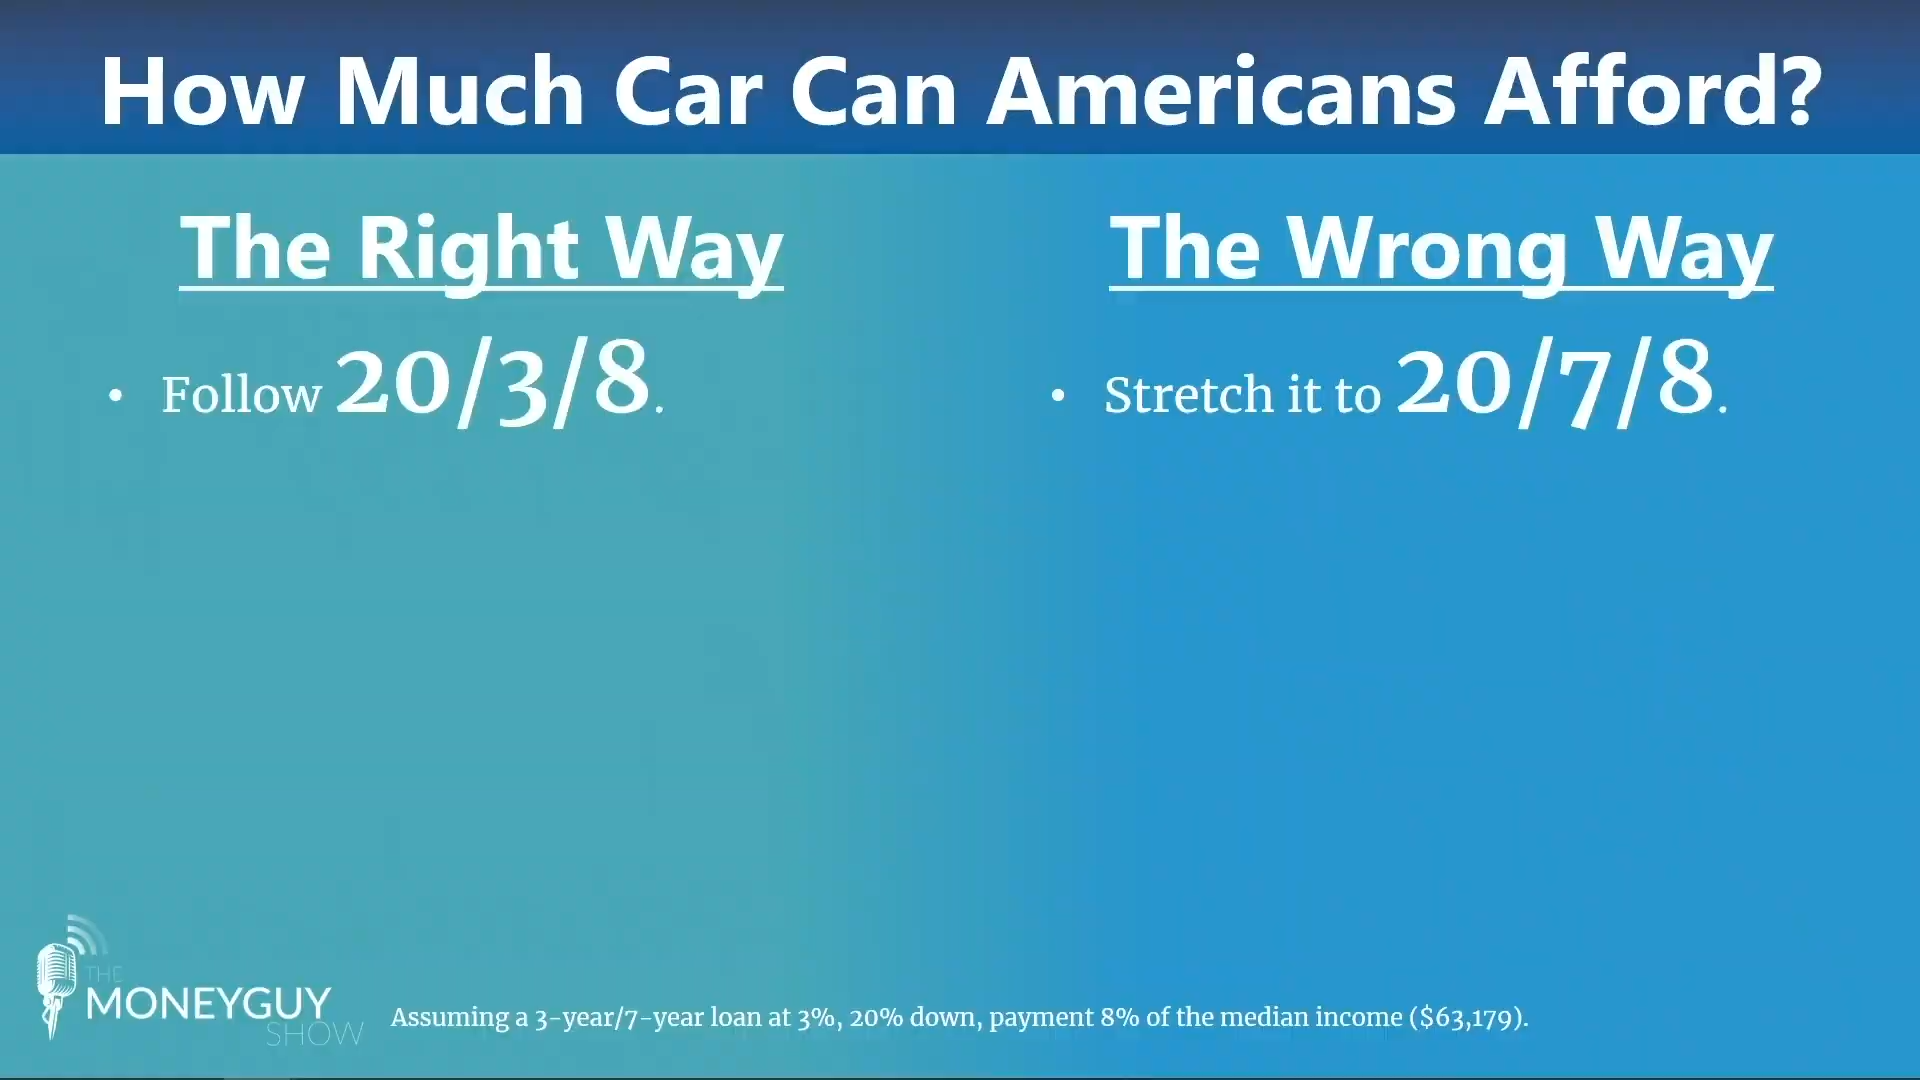 How Much Car Can Americans Afford?
The Right Way
• Follow 20/3/8.
The Wrong Way
• Stretch it to 20/7/8.
THE
MONEYGUY
SHOW
Assuming a 3-year/7-year loan at 3%, 20% down, payment 8% of the median income ($63,179).